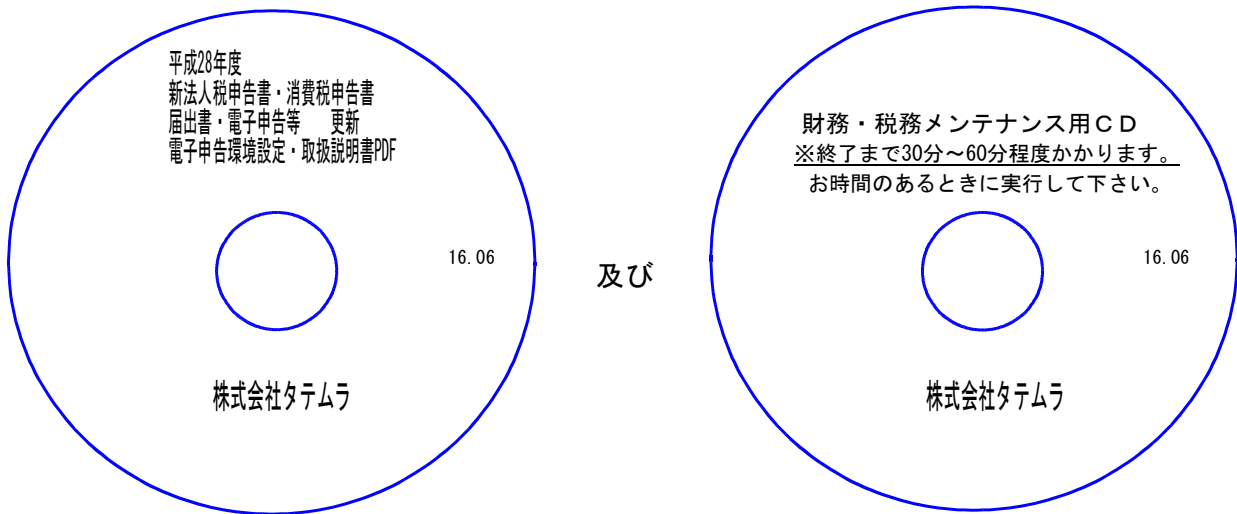 平成28年度
新法人税申告書・消費税申告書
届出書・電子申告等　　更新
電子申告環境設定・取扱説明書PDF
16.06
株式会社タテムラ
及び
財務・税務メンテナンス用ＣＤ
※終了まで30分～60分程度かかります。
お時間のあるときに実行して下さい。
16.06
株式会社タテムラ